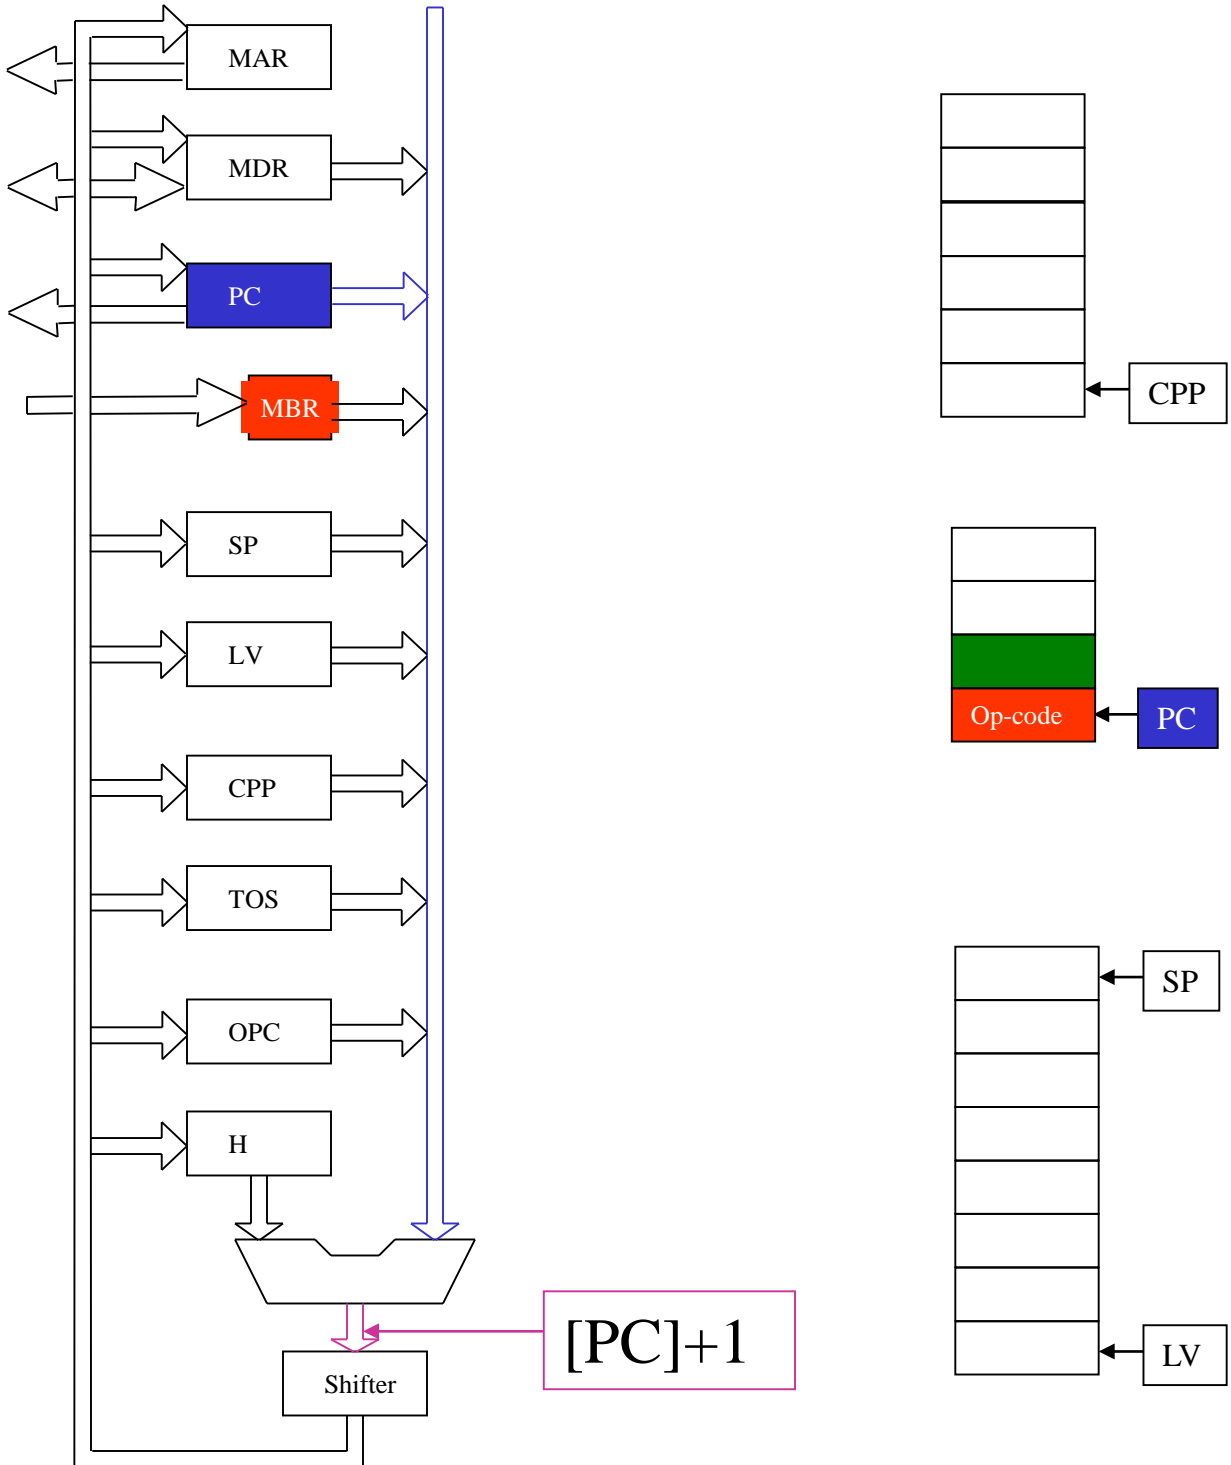 MAR
MDR
PC
MBR
SP
LV
CPP
TOS
OPC
H
[PC]+1
Shifter
CPP
Op-code
PC
SP
LV